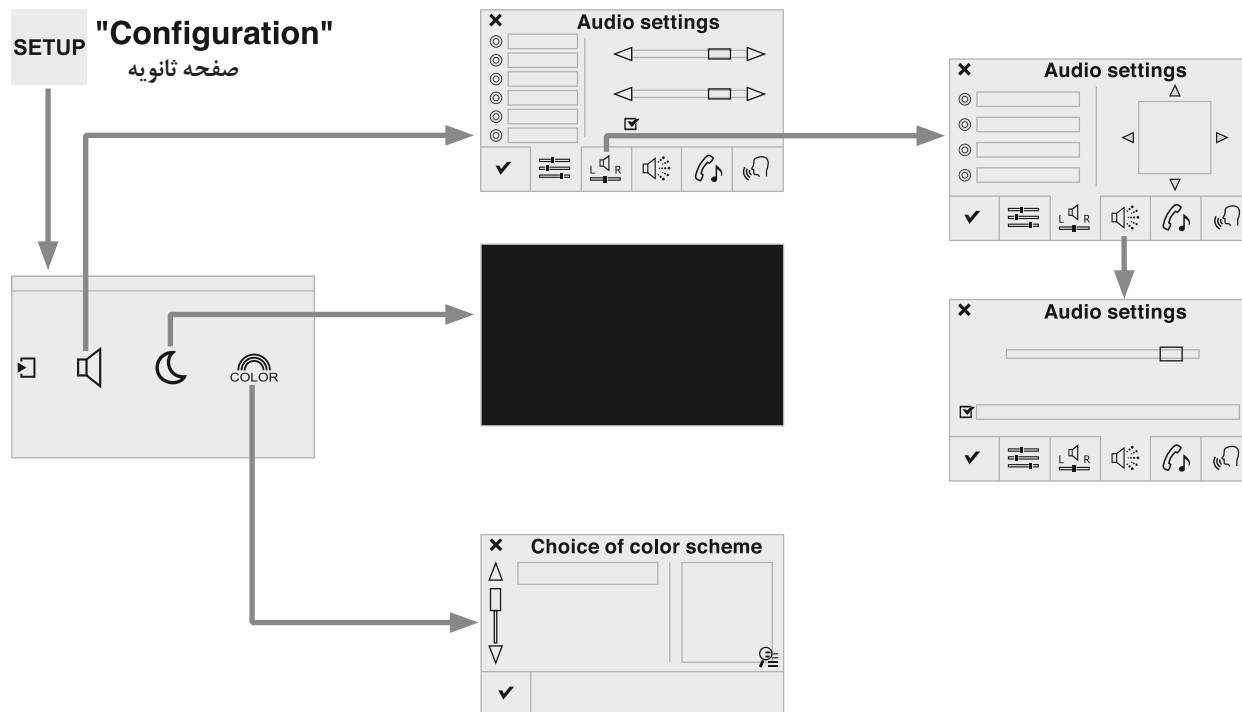 SETUP
"Configuration"
صفحه ثانویه
Audio settings
L R
Audio settings
L R
COLOR
Audio settings
L R
Choice of color scheme